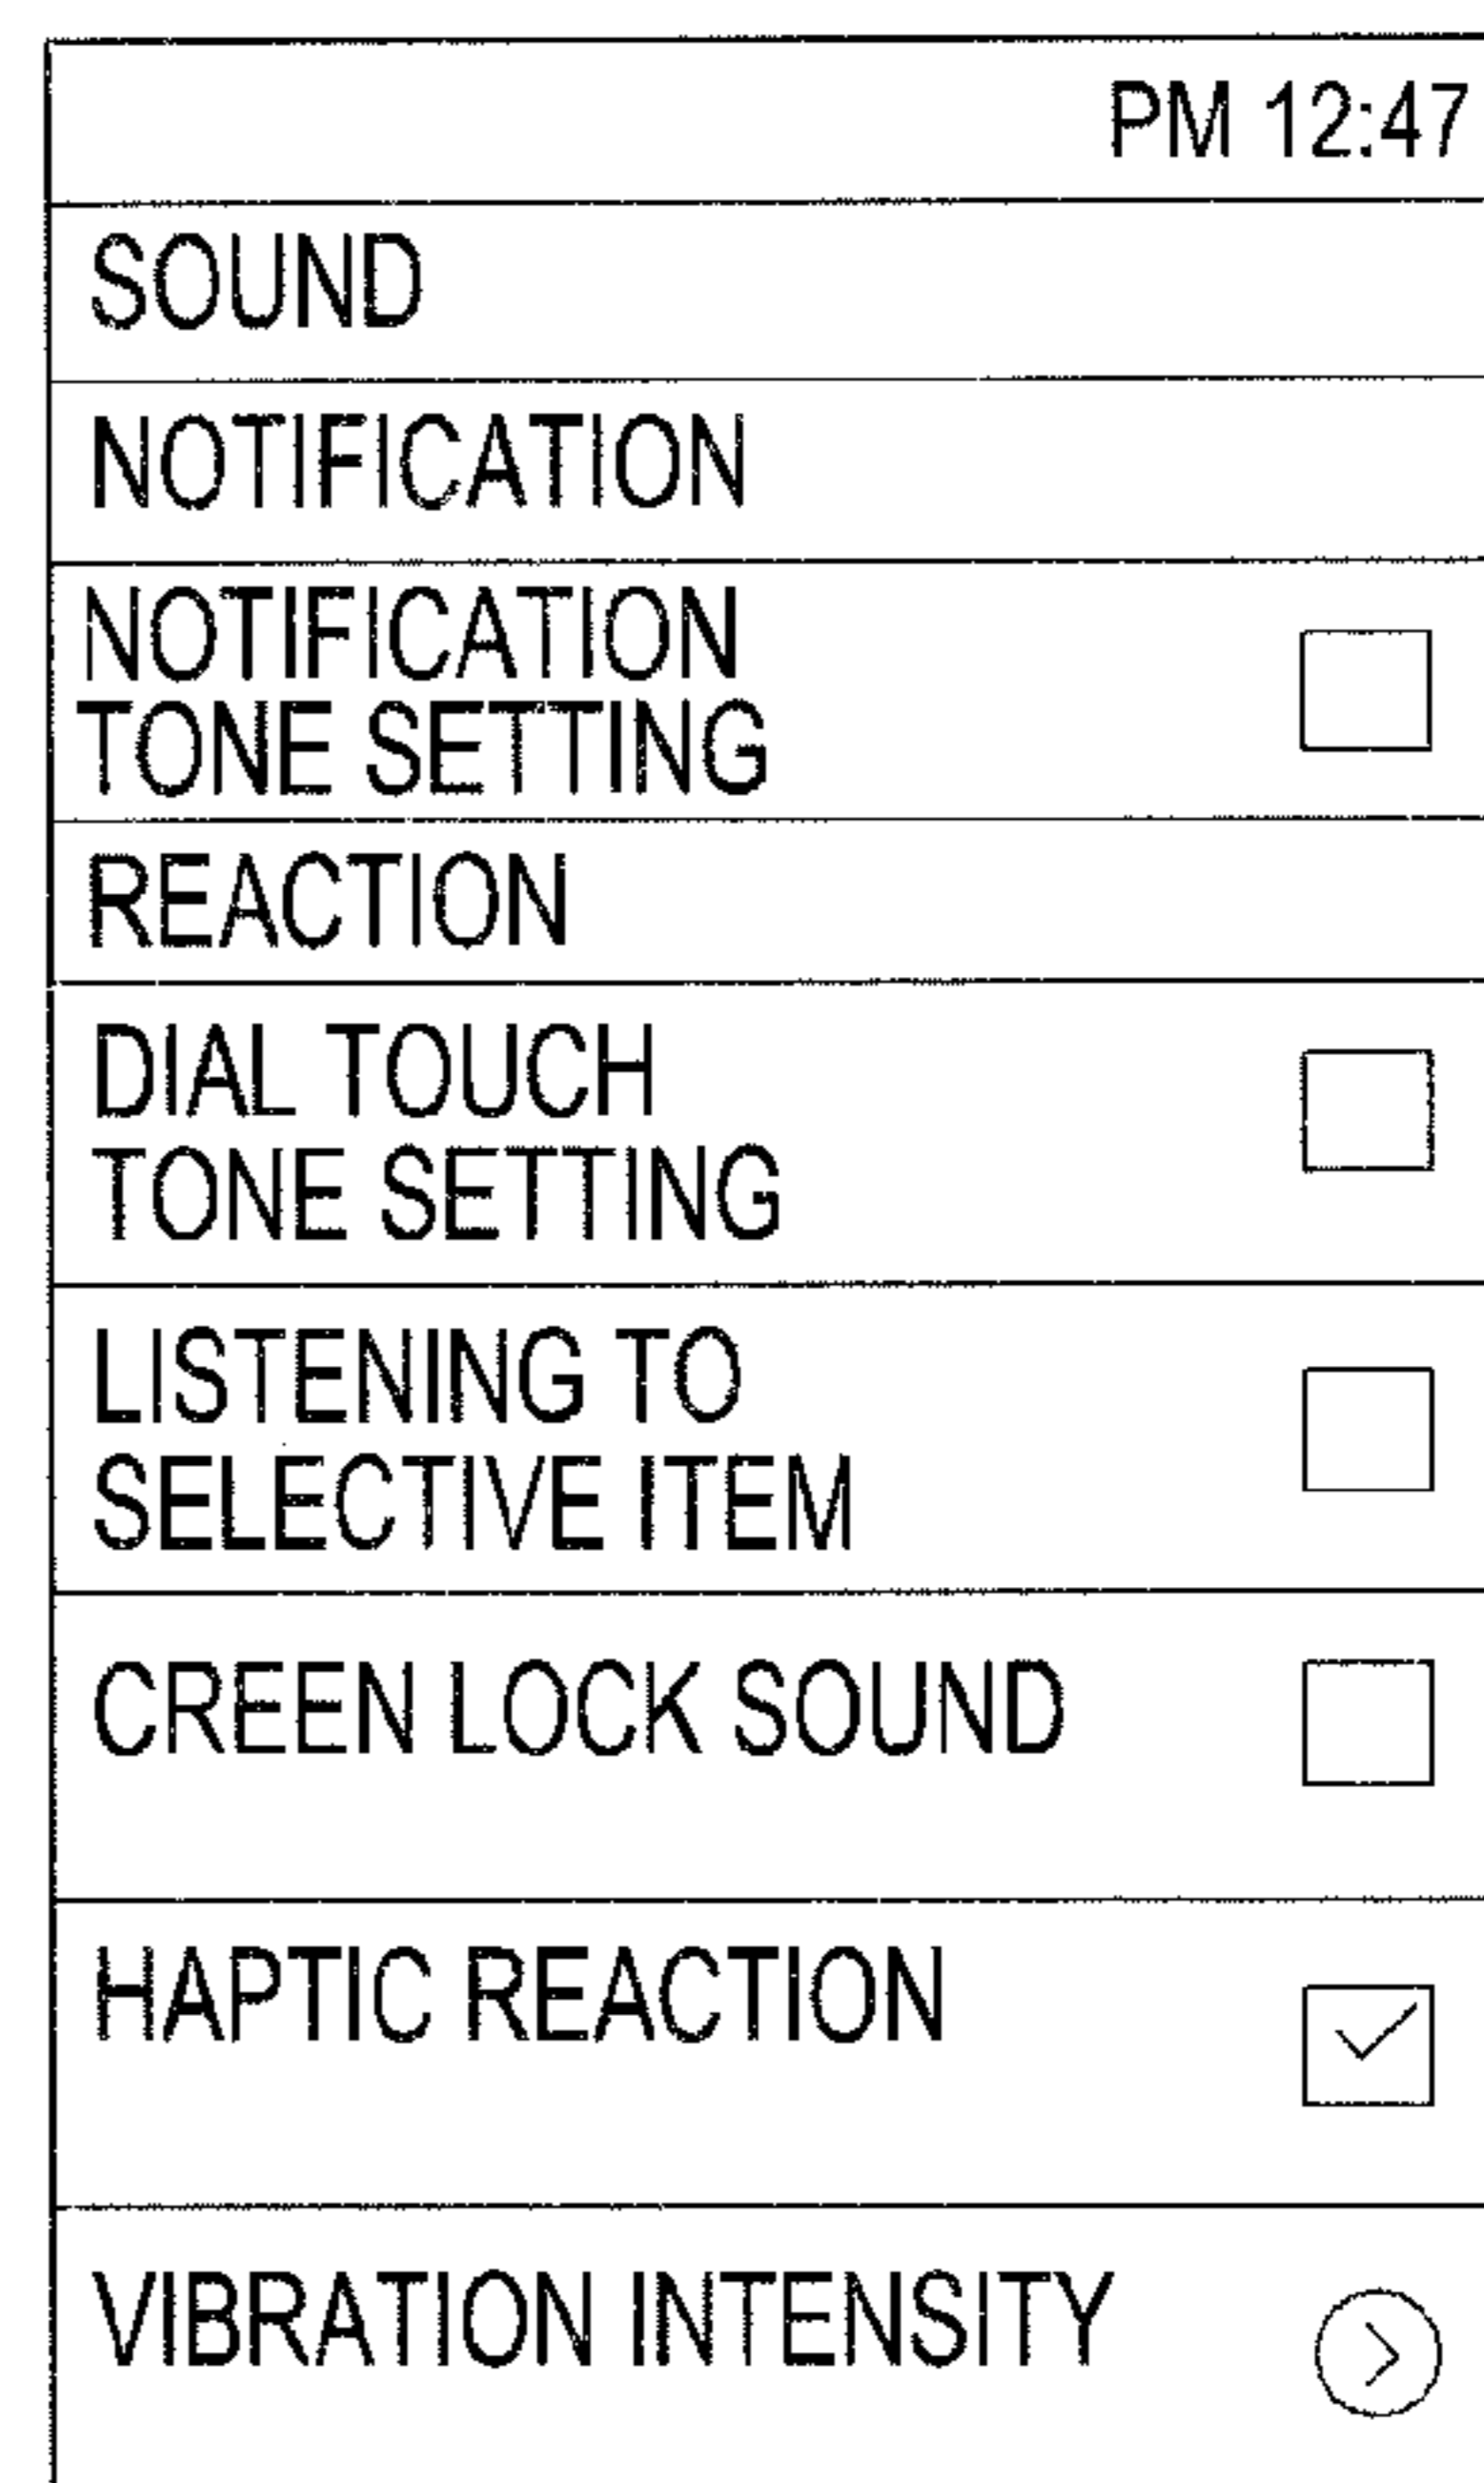 PM 12:47
SOUND
NOTIFICATION
NOTIFICATION
TONE SETTING
REACTION
DIAL TOUCH
TONE SETTING
LISTENING TO
SELECTIVE ITEM
CREEN LOCK SOUND
HAPTIC REACTION
VIBRATION INTENSITY